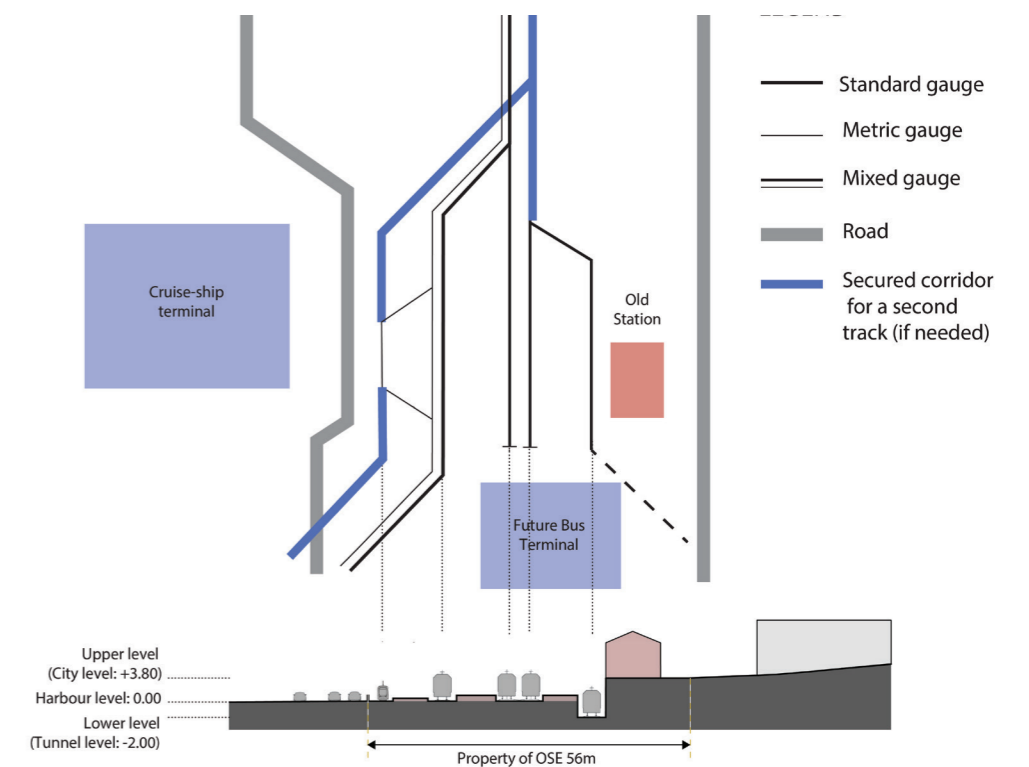 Standard gauge
Metric gauge
Mixed gauge
Road
Secured corridor
for a second
track (if needed)
Cruise-ship
terminal
Old
Station
Future Bus
Terminal
Upper level
(City level: +3.80)
Harbour level: 0.00
Lower level
(Tunnel level: -2.00)
Property of OSE 56m